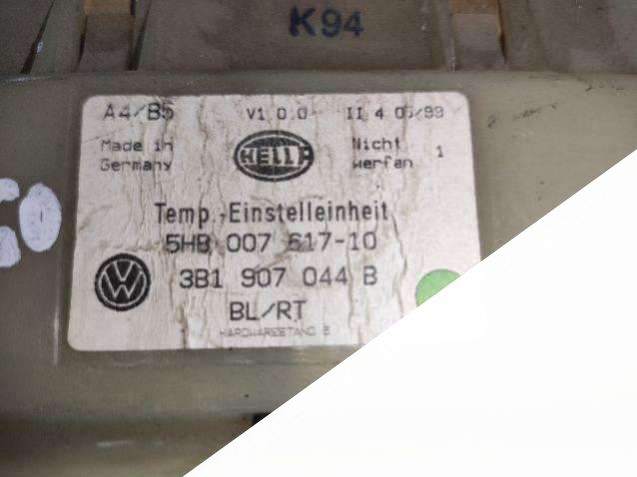 K94
A4/B5 V1.0.0 II 4 05/99
Made in Germany
HELLA
Nicht werfen 1
Temp.-Einstelleinheit
5HB 007 617-10
VW 3B1 907 044 B
BL/RT
HARDWARESTAND